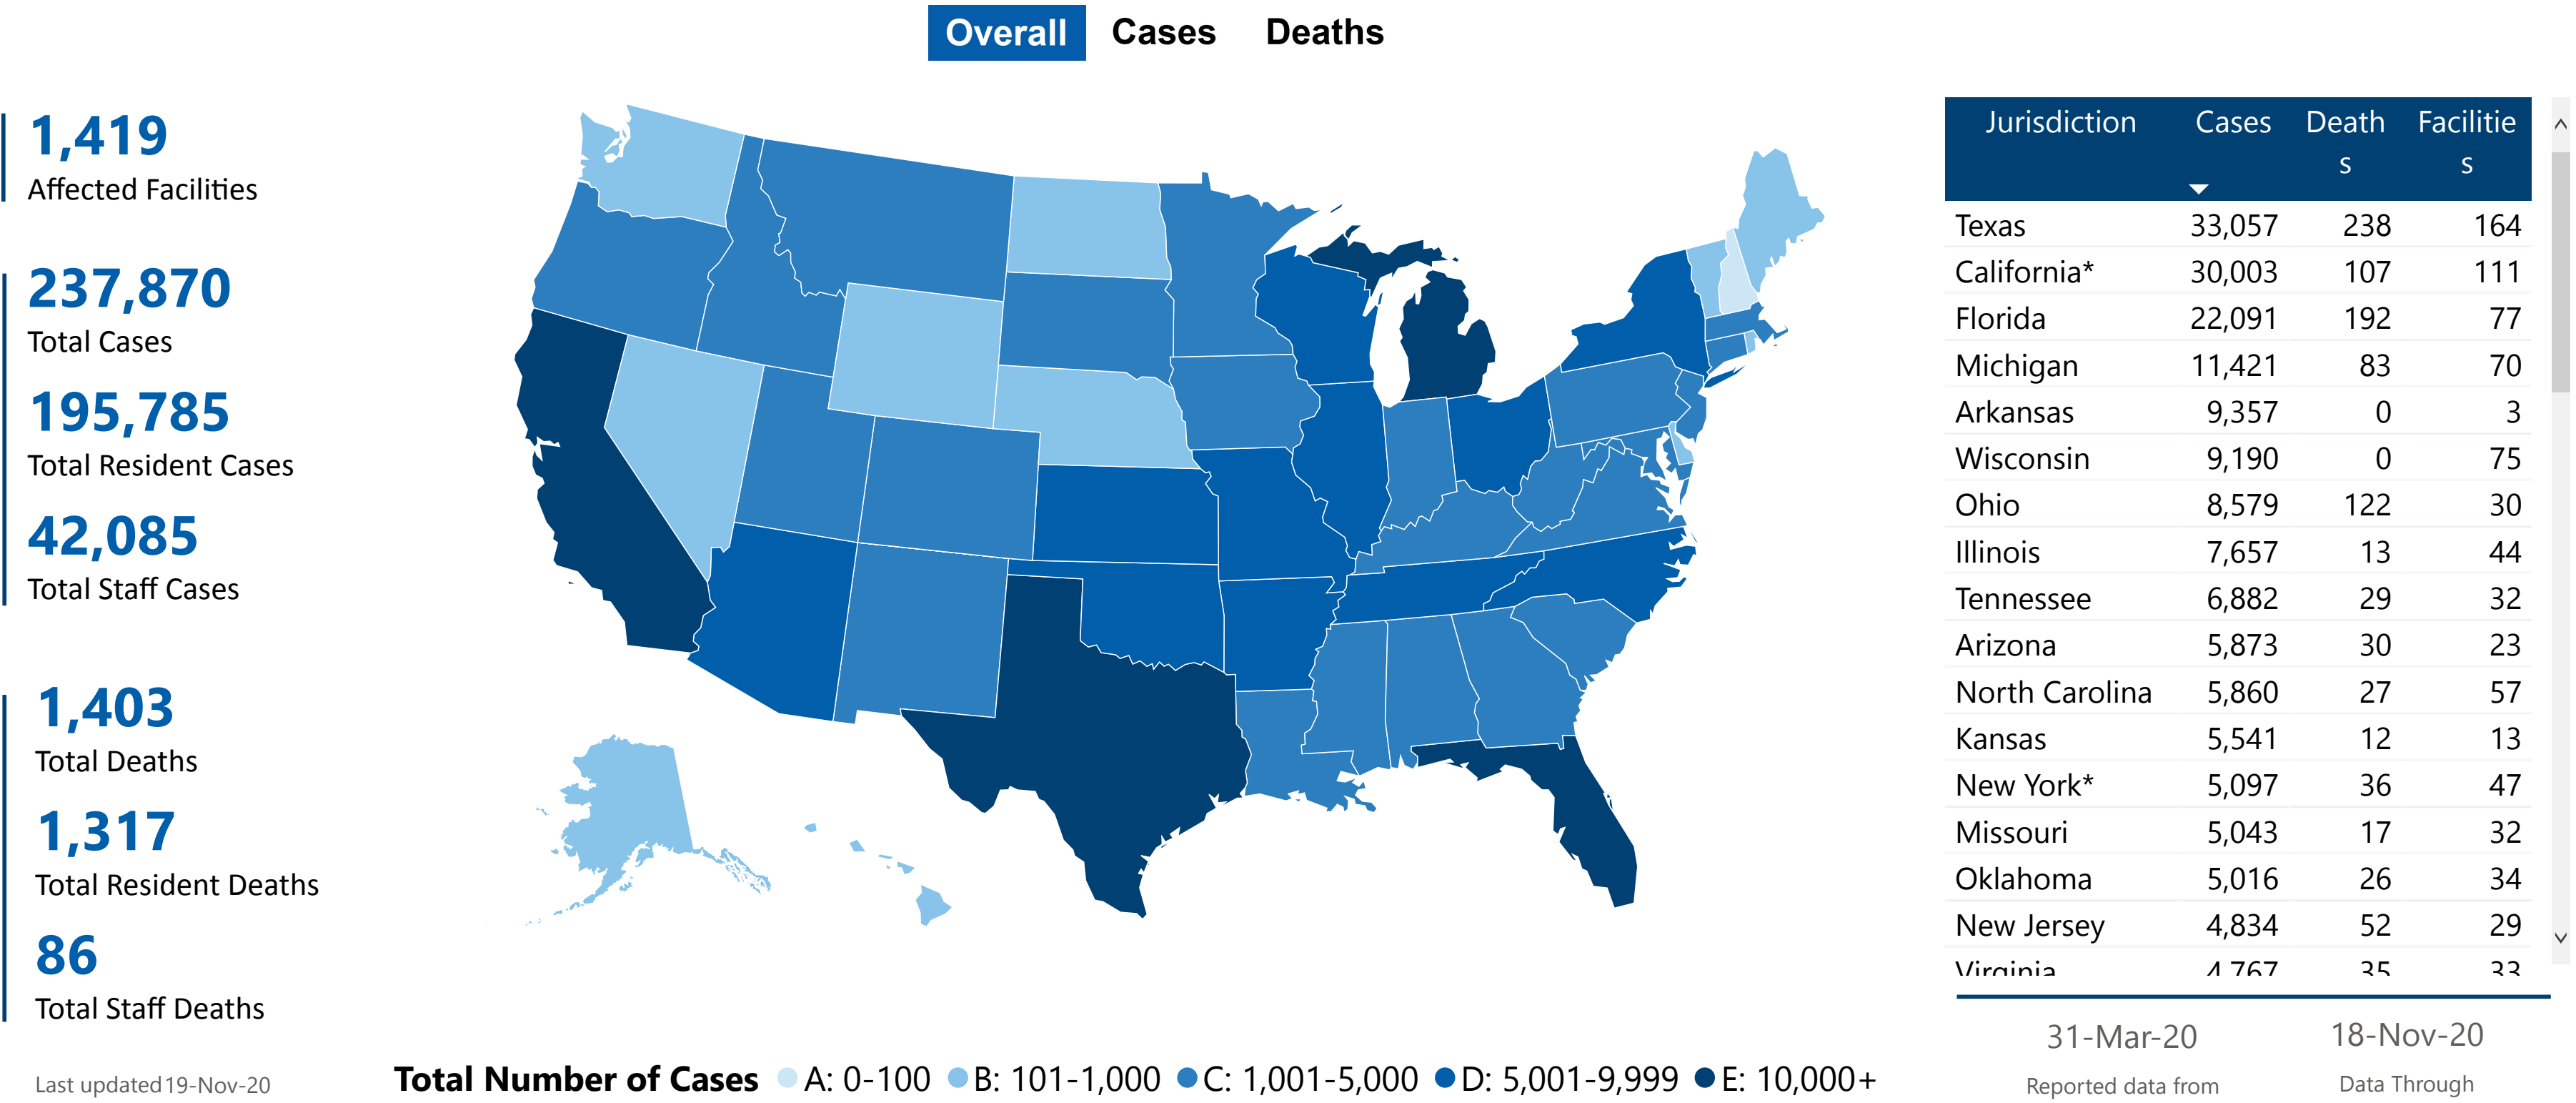 Overall Cases Deaths
1,419
Affected Facilities
237,870
Total Cases
195,785
Total Resident Cases
42,085
Total Staff Cases
1,403
Total Deaths
1,317
Total Resident Deaths
86
Total Staff Deaths
Last updated 19-Nov-20
Total Number of Cases A: 0-100 B: 101-1,000 C: 1,001-5,000 D: 5,001-9,999 E: 10,000+
Jurisdiction Cases Death Facilitie
s s
Texas 33,057 238 164
California* 30,003 107 111
Florida 22,091 192 77
Michigan 11,421 83 70
Arkansas 9,357 0 3
Wisconsin 9,190 0 75
Ohio 8,579 122 30
Illinois 7,657 13 44
Tennessee 6,882 29 32
Arizona 5,873 30 23
North Carolina 5,860 27 57
Kansas 5,541 12 13
New York* 5,097 36 47
Missouri 5,043 17 32
Oklahoma 5,016 26 34
New Jersey 4,834 52 29
Virginia 4,767 35 33
31-Mar-20 18-Nov-20
Reported data from Data Through